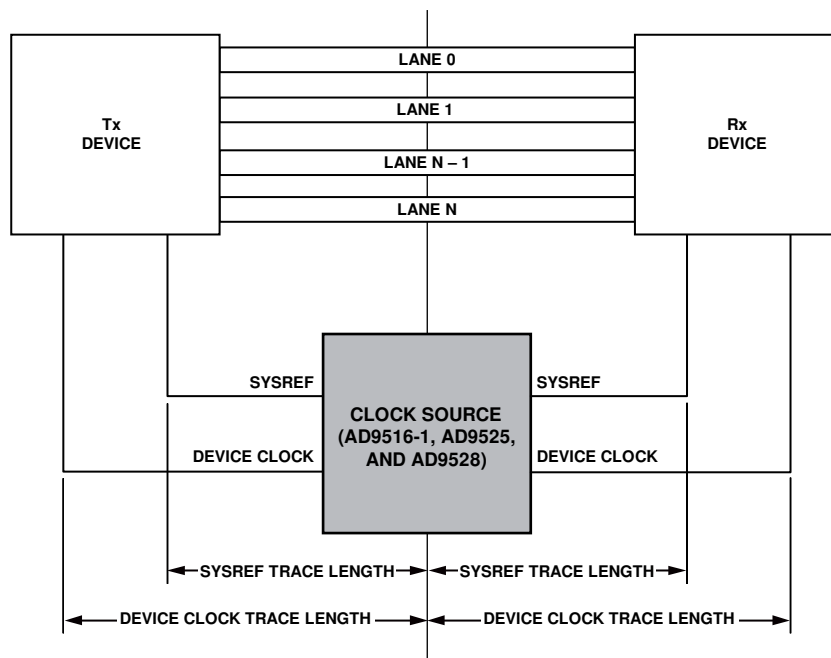 LANE 0
LANE 1
LANE N – 1
LANE N
Tx
DEVICE
Rx
DEVICE
SYSREF
SYSREF
CLOCK SOURCE
(AD9516-1, AD9525,
AND AD9528)
DEVICE CLOCK
DEVICE CLOCK
SYSREF TRACE LENGTH
SYSREF TRACE LENGTH
DEVICE CLOCK TRACE LENGTH
DEVICE CLOCK TRACE LENGTH